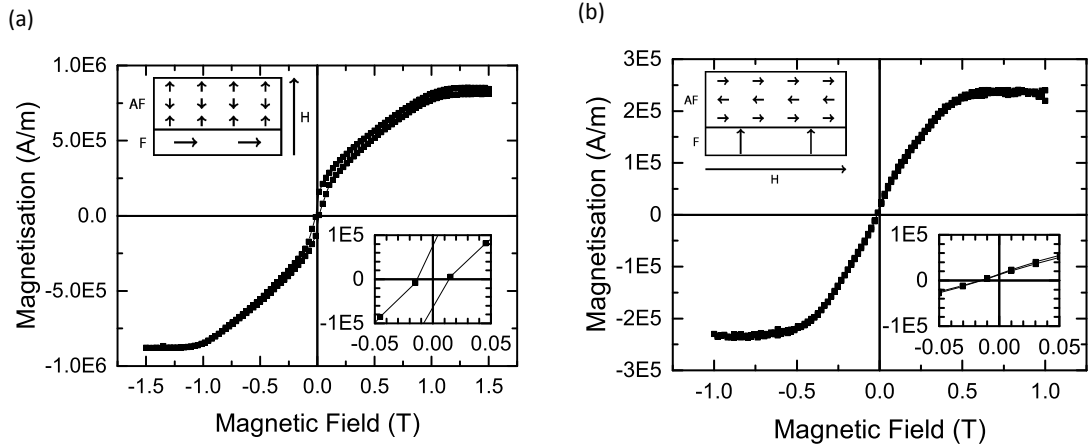 (a)
1.0E6
5.0E5
0.0
-5.0E5
-1.0E6
Magnetisation (A/m)
-1.5 -1.0 -0.5 0.0 0.5 1.0 1.5
Magnetic Field (T)
AF
F
H
1E5
0
-1E5
-0.05 0.00 0.05
(b)
3E5
2E5
1E5
0
-1E5
-2E5
-3E5
Magnetisation (A/m)
-1.0 -0.5 0.0 0.5 1.0
Magnetic Field (T)
AF
F
H
1E5
0
-1E5
-0.05 0.00 0.05